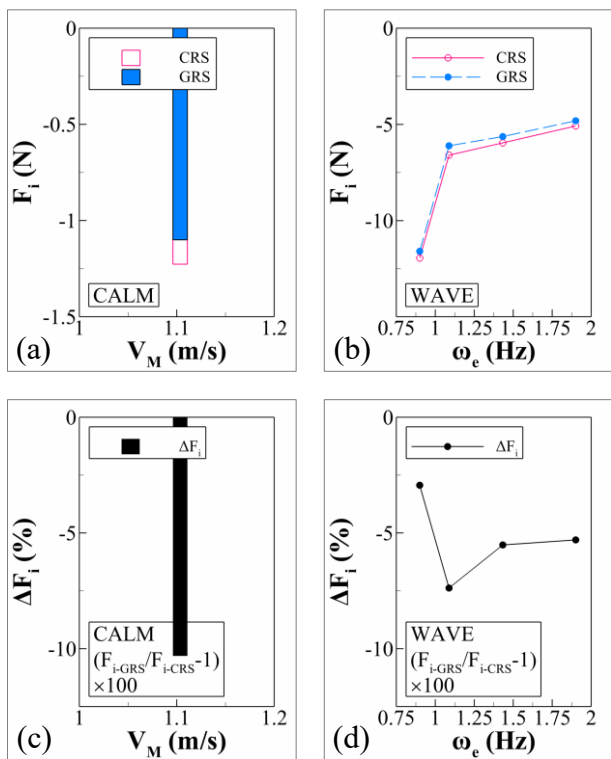 0
CRS
GRS
-0.5
F_i (N)
-1
CALM
-1.5
1
1.1
1.2
(a)
V_M (m/s)
0
CRS
GRS
-5
F_i (N)
-10
WAVE
0.75
1
1.25
1.5
1.75
2
(b)
ω_e (Hz)
0
ΔF_i
-5
ΔF_i (%)
-10
CALM
(F_i-GRS/F_i-CRS-1)
×100
1
1.1
1.2
(c)
V_M (m/s)
0
ΔF_i
-5
ΔF_i (%)
-10
WAVE
(F_i-GRS/F_i-CRS-1)
×100
0.75
1
1.25
1.5
1.75
2
(d)
ω_e (Hz)